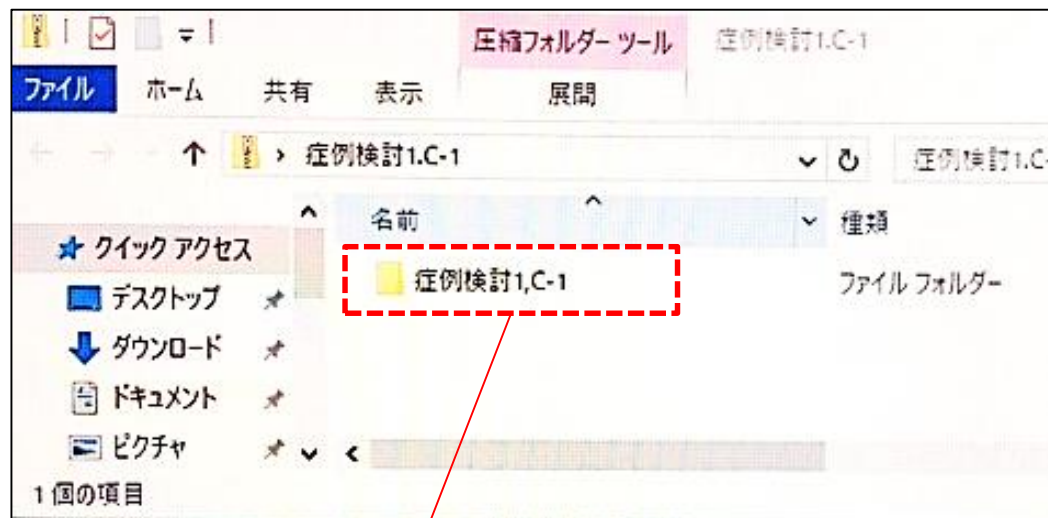 圧縮フォルダー ツール 症例検討1.C-1
ファイル ホーム 共有 表示 展開
症例検討1.C-1 症例検討1.C-
名前 種類
クイック アクセス
症例検討1,C-1 ファイル フォルダー
デスクトップ
ダウンロード
ドキュメント
ピクチャ
1 個の項目